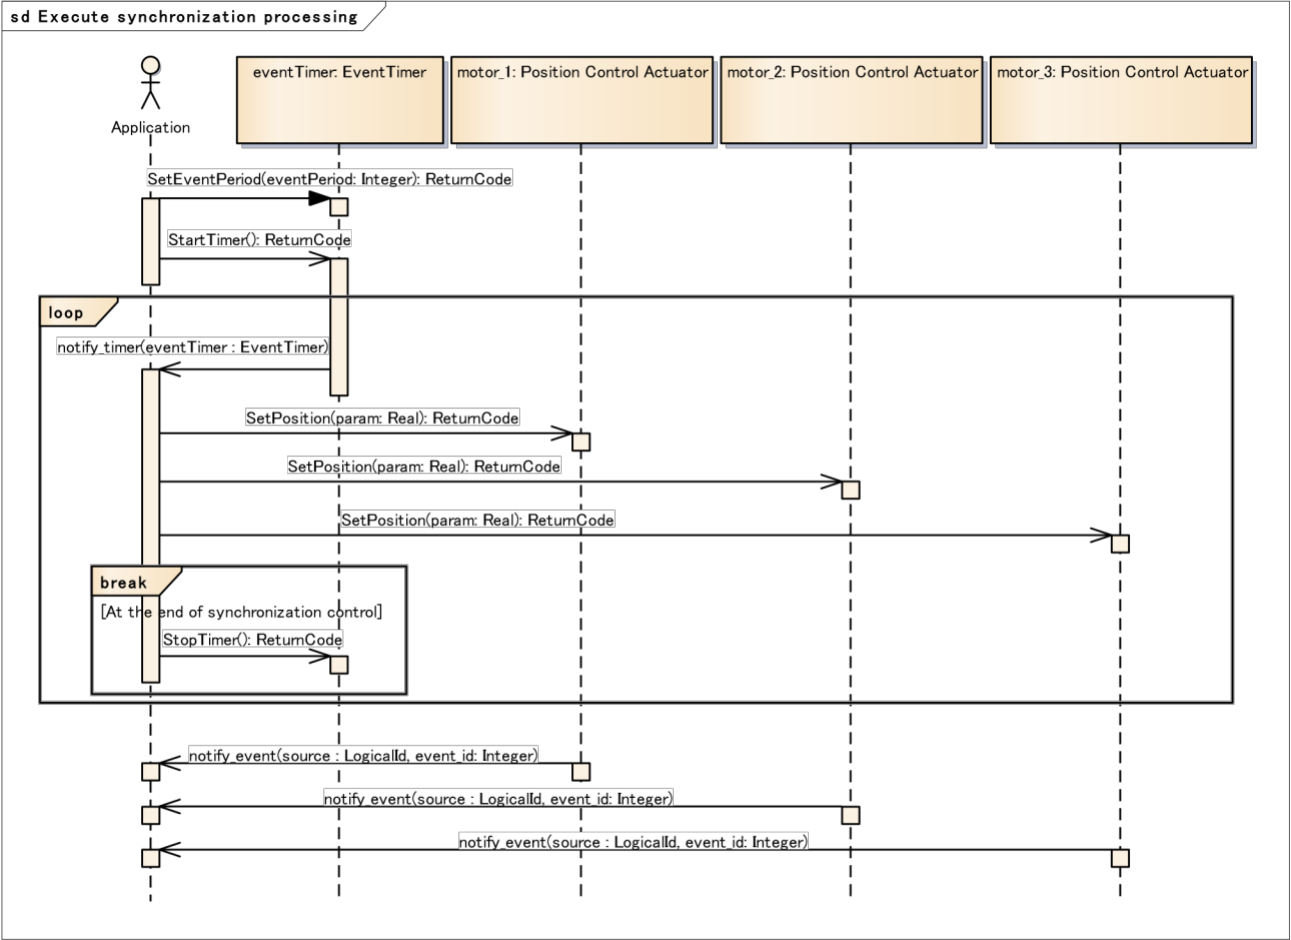 sd Execute synchronization processing
eventTimer: EventTimer
motor_1: Position Control Actuator
motor_2: Position Control Actuator
motor_3: Position Control Actuator
Application
SetEventPeriod(eventPeriod: Integer): ReturnCode
StartTimer(): ReturnCode
loop
notify_timer(eventTimer : EventTimer)
SetPosition(param: Real): ReturnCode
SetPosition(param: Real): ReturnCode
SetPosition(param: Real): ReturnCode
break
[At the end of synchronization control]
StopTimer(): ReturnCode
notify_event(source : LogicalId, event_id: Integer)
notify_event(source : LogicalId, event_id: Integer)
notify_event(source : LogicalId, event_id: Integer)